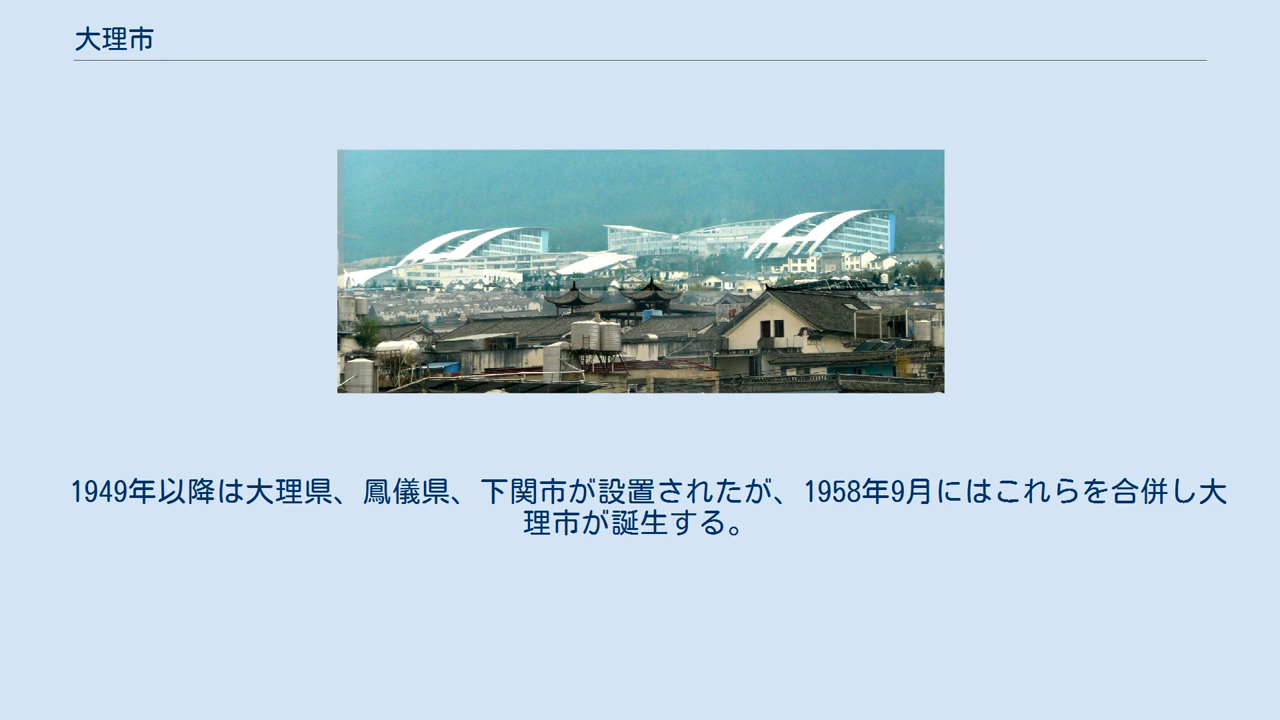 大理市
1949年以降は大理県、鳳儀県、下関市が設置されたが、1958年9月にはこれらを合併し大
理市が誕生する。